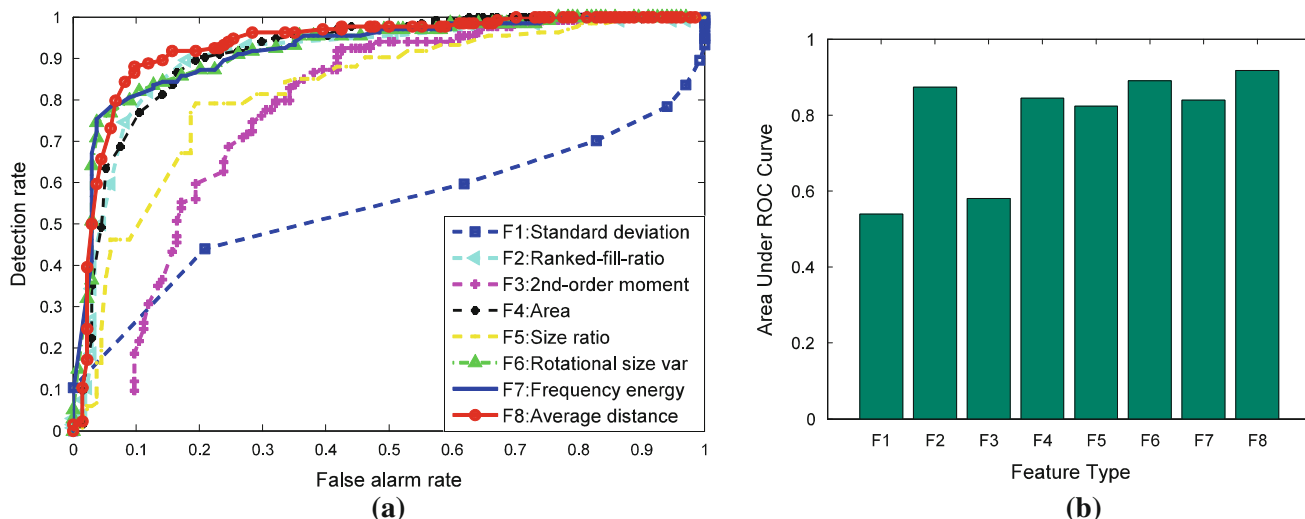 1
0.9
0.8
0.7
0.6
0.5
0.4
0.3
0.2
0.1
0
Detection rate
0 0.1 0.2 0.3 0.4 0.5 0.6 0.7 0.8 0.9 1
False alarm rate
F1:Standard deviation
F2:Ranked-fill-ratio
F3:2nd-order moment
F4:Area
F5:Size ratio
F6:Rotational size var
F7:Frequency energy
F8:Average distance
(a)
1
0.8
0.6
0.4
0.2
0
Area Under ROC Curve
F1 F2 F3 F4 F5 F6 F7 F8
Feature Type
(b)